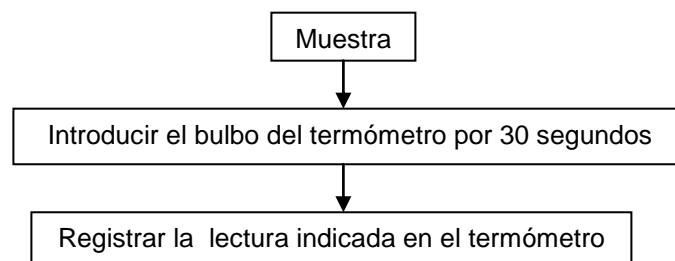 Muestra
Introducir el bulbo del termómetro por 30 segundos
Registrar la lectura indicada en el termómetro